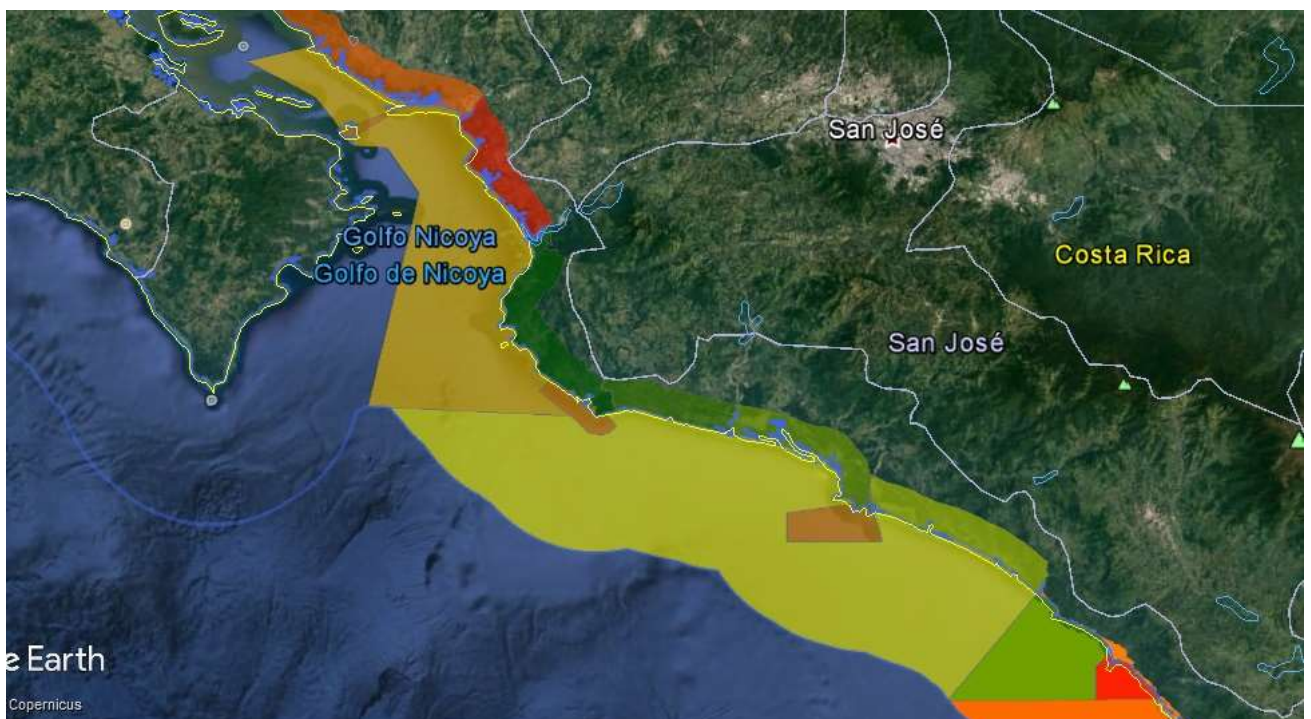 San José
Golfo Nicoya
Golfo de Nicoya
Costa Rica
San José
e Earth
Copernicus